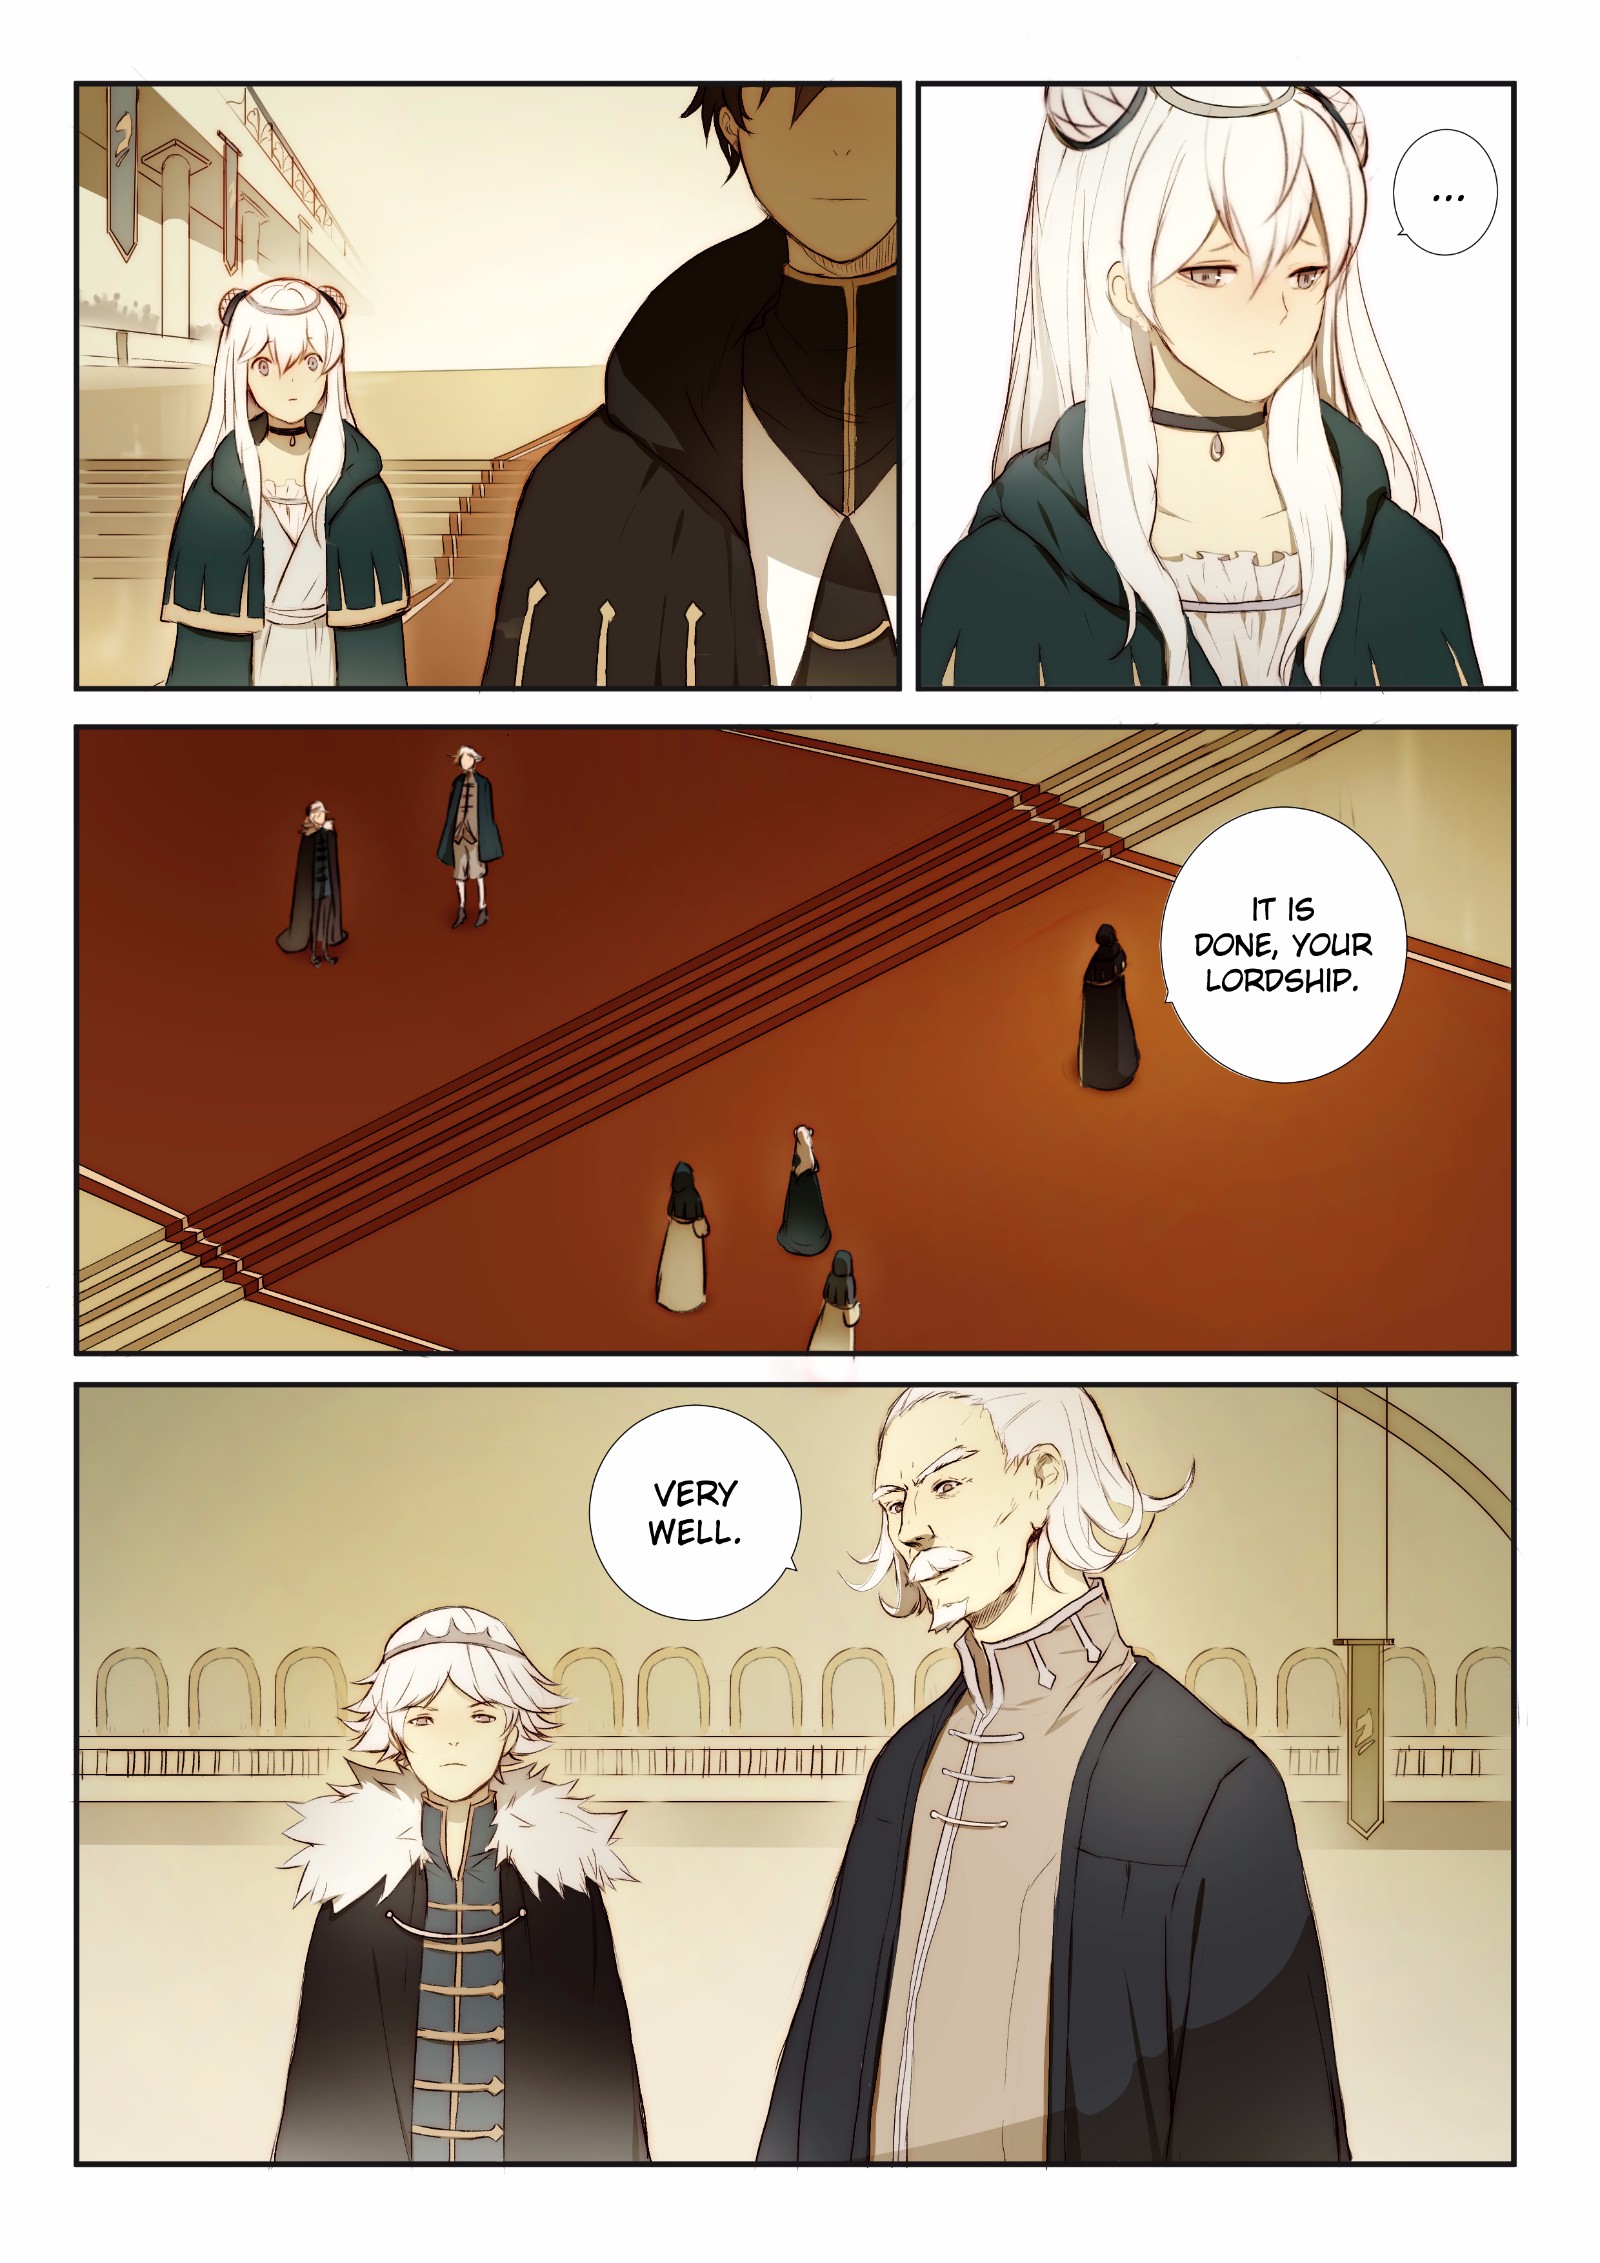 ...
IT IS
DONE, YOUR
LORDSHIP.
VERY
WELL.